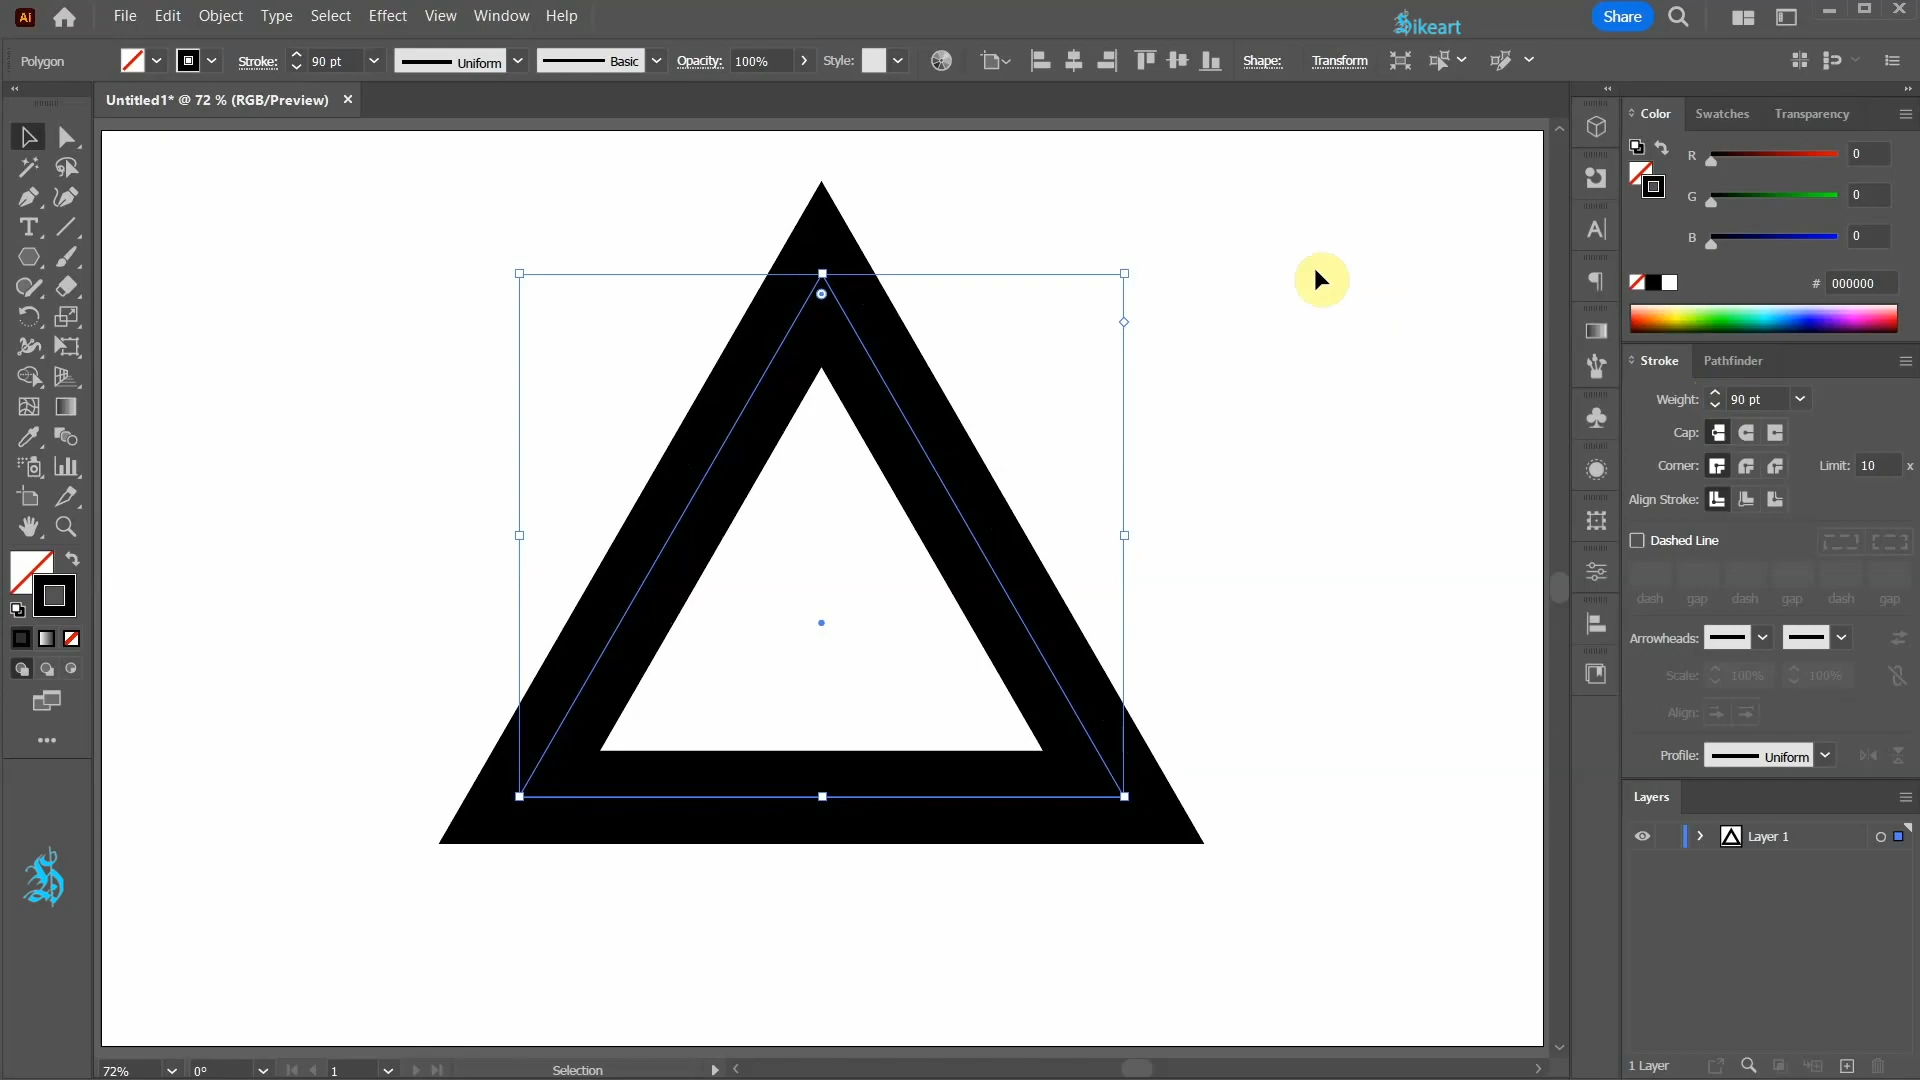 Ai File Edit Object Type Select Effect View Window Help
Sikeart
Share
Polygon
Stroke: 90 pt Uniform Basic Opacity: 100% Style: Shape: Transform
Untitled1* @ 72 % (RGB/Preview) ×
Color Swatches Transparency
R 0
G 0
B 0
# 000000
Stroke Pathfinder
Weight: 90 pt
Cap:
Corner: Limit: 10 x
Align Stroke:
Dashed Line
dash gap dash gap dash gap
Arrowheads:
Scale: 100% 100%
Align:
Profile: Uniform
Layers
Layer 1
1 Layer
72% 0° 1 Selection